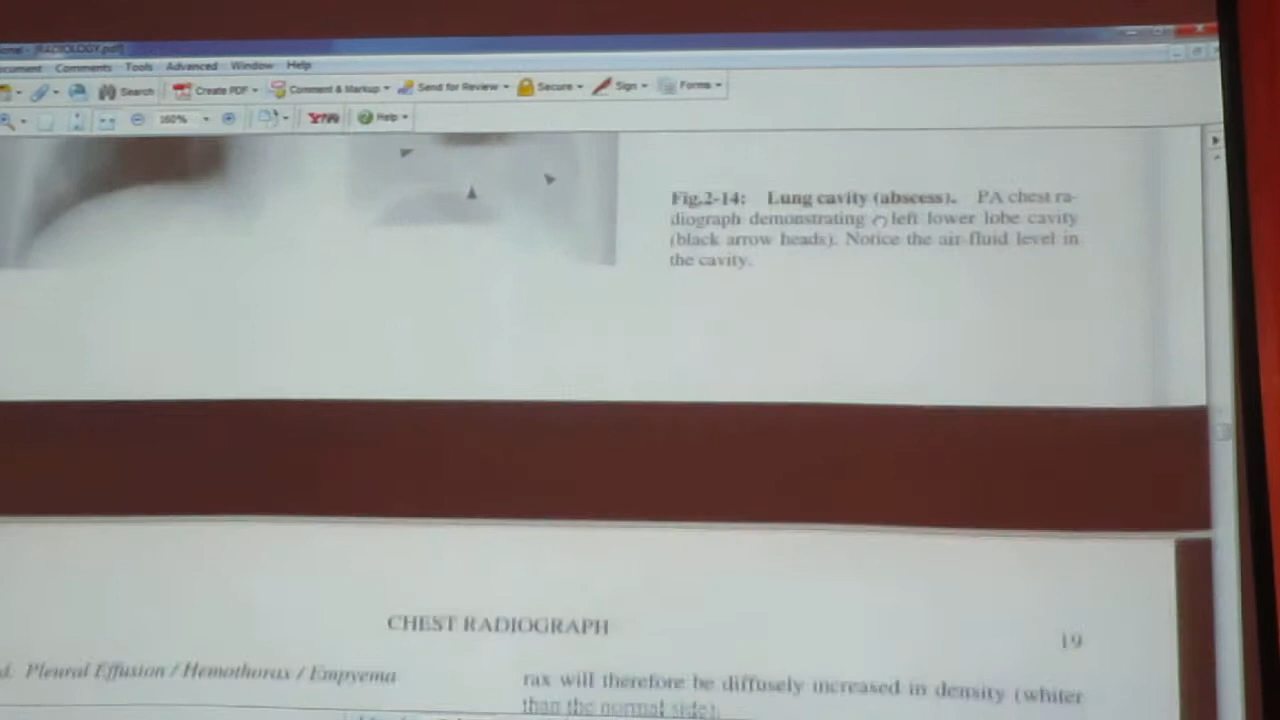 [RADIOLOGY.pdf]
Comments Tools Advanced Window Help
Search Create PDF Comment & Markup Send for Review Secure Sign Forms
160% Help
Fig.2-14: Lung cavity (abscess). PA chest ra-
diograph demonstrating left lower lobe cavity
(black arrow heads). Notice the air-fluid level in
the cavity.
CHEST RADIOGRAPH
19
d. Pleural Effusion / Hemothorax / Empyema
rax will therefore be diffusely increased in density (whiter
than the normal side).